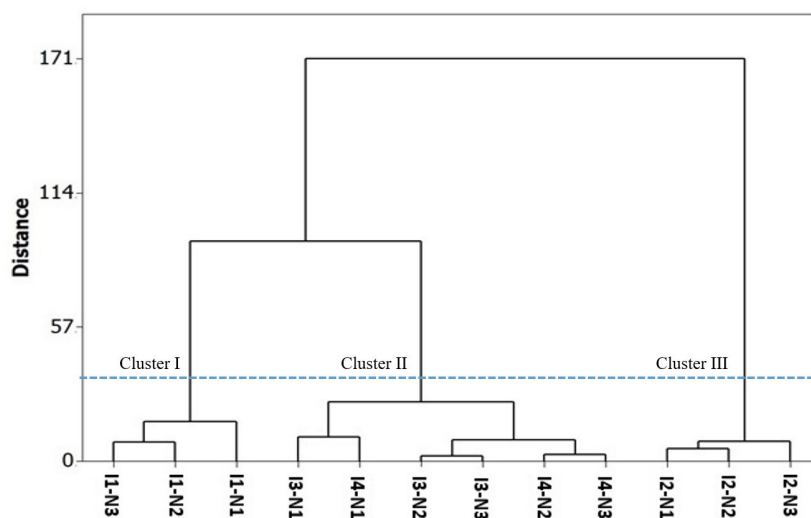 171
114
Distance
57
Cluster I
Cluster II
Cluster III
0
I1-N3
I1-N2
I1-N1
I3-N1
I4-N1
I3-N2
I3-N3
I4-N2
I4-N3
I2-N1
I2-N2
I2-N3